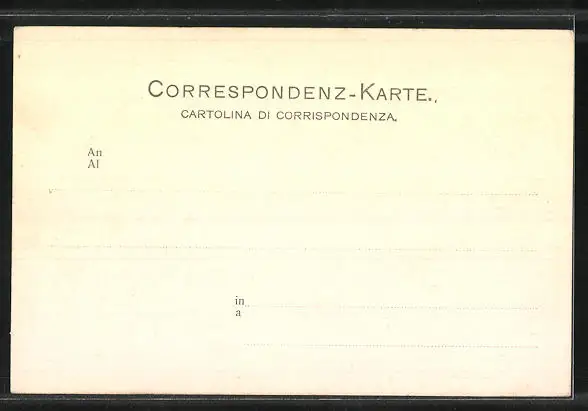 CORRESPONDENZ-KARTE.
CARTOLINA DI CORRISPONDENZA.
An
Al
in
a